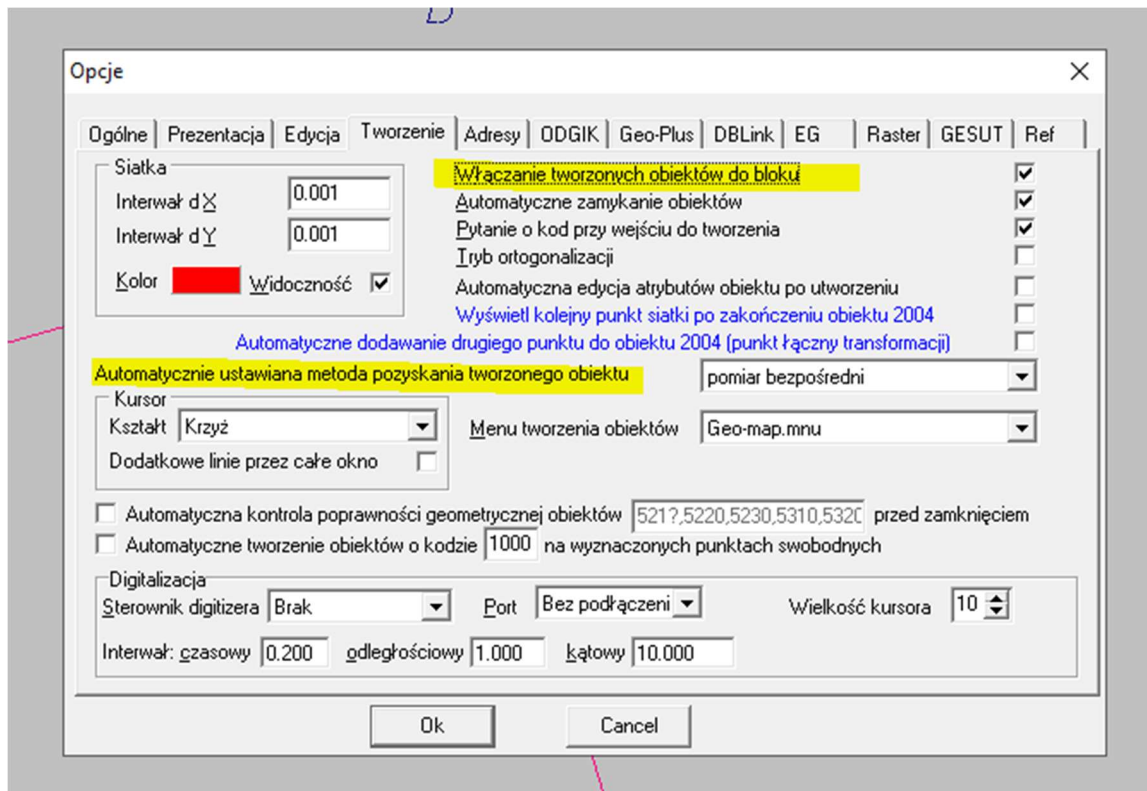 Opcje
Ogólne Prezentacja Edycja Tworzenie Adresy ODGIK Geo-Plus DBLink EG Raster GESUT Ref
Siatka
Interwał dX 0.001
Interwał dY 0.001
Kolor Widoczność
Włączanie tworzonych obiektów do bloku
Automatyczne zamykanie obiektów
Pytanie o kod przy wejściu do tworzenia
Tryb ortogonalizacji
Automatyczna edycja atrybutów obiektu po utworzeniu
Wyświetl kolejny punkt siatki po zakończeniu obiektu 2004
Automatyczne dodawanie drugiego punktu do obiektu 2004 (punkt łączny transformacji)
Automatycznie ustawiana metoda pozyskania tworzonego obiektu pomiar bezpośredni
Kursor
Kształt Krzyż
Dodatkowe linie przez całe okno
Menu tworzenia obiektów Geo-map.mnu
Automatyczna kontrola poprawności geometrycznej obiektów 521?,5220,5230,5310,5320 przed zamknięciem
Automatyczne tworzenie obiektów o kodzie 1000 na wyznaczonych punktach swobodnych
Digitalizacja
Sterownik digitizera Brak Port Bez podłączeni Wielkość kursora 10
Interwał: czasowy 0.200 odległościowy 1.000 kątowy 10.000
Ok Cancel